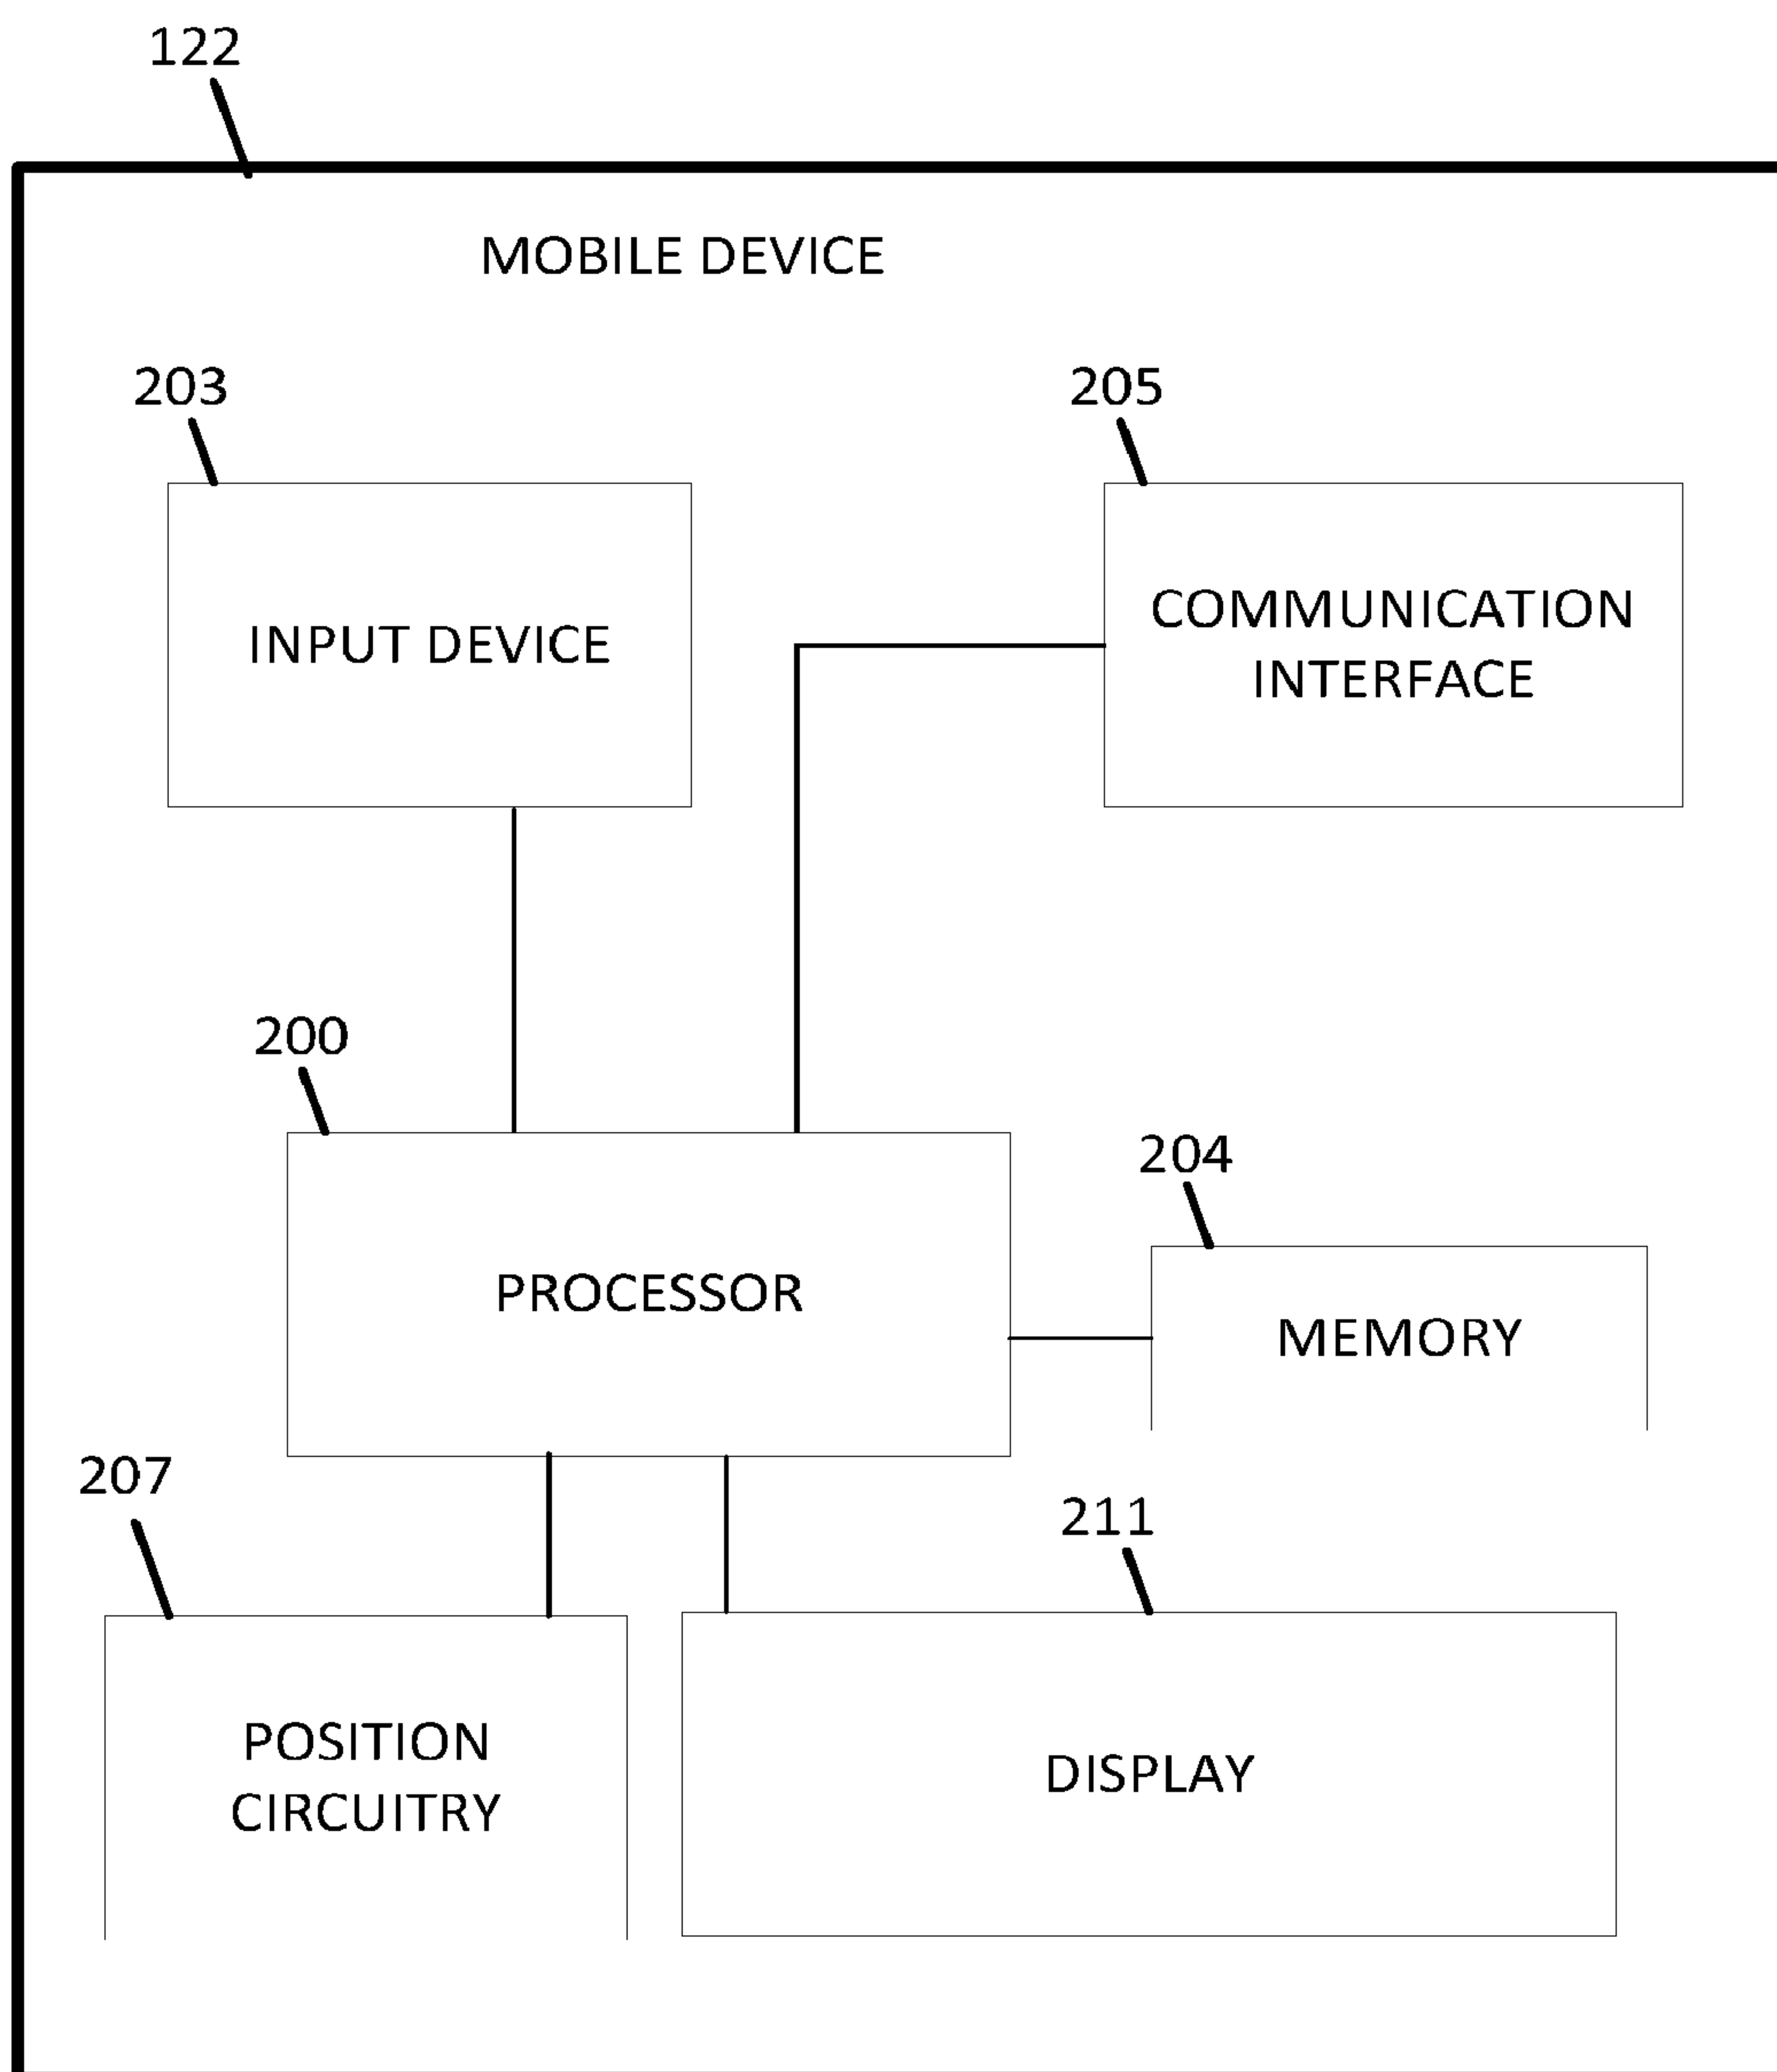 122
MOBILE DEVICE
203
205
INPUT DEVICE
COMMUNICATION
INTERFACE
200
204
PROCESSOR
MEMORY
207
211
POSITION
CIRCUITRY
DISPLAY